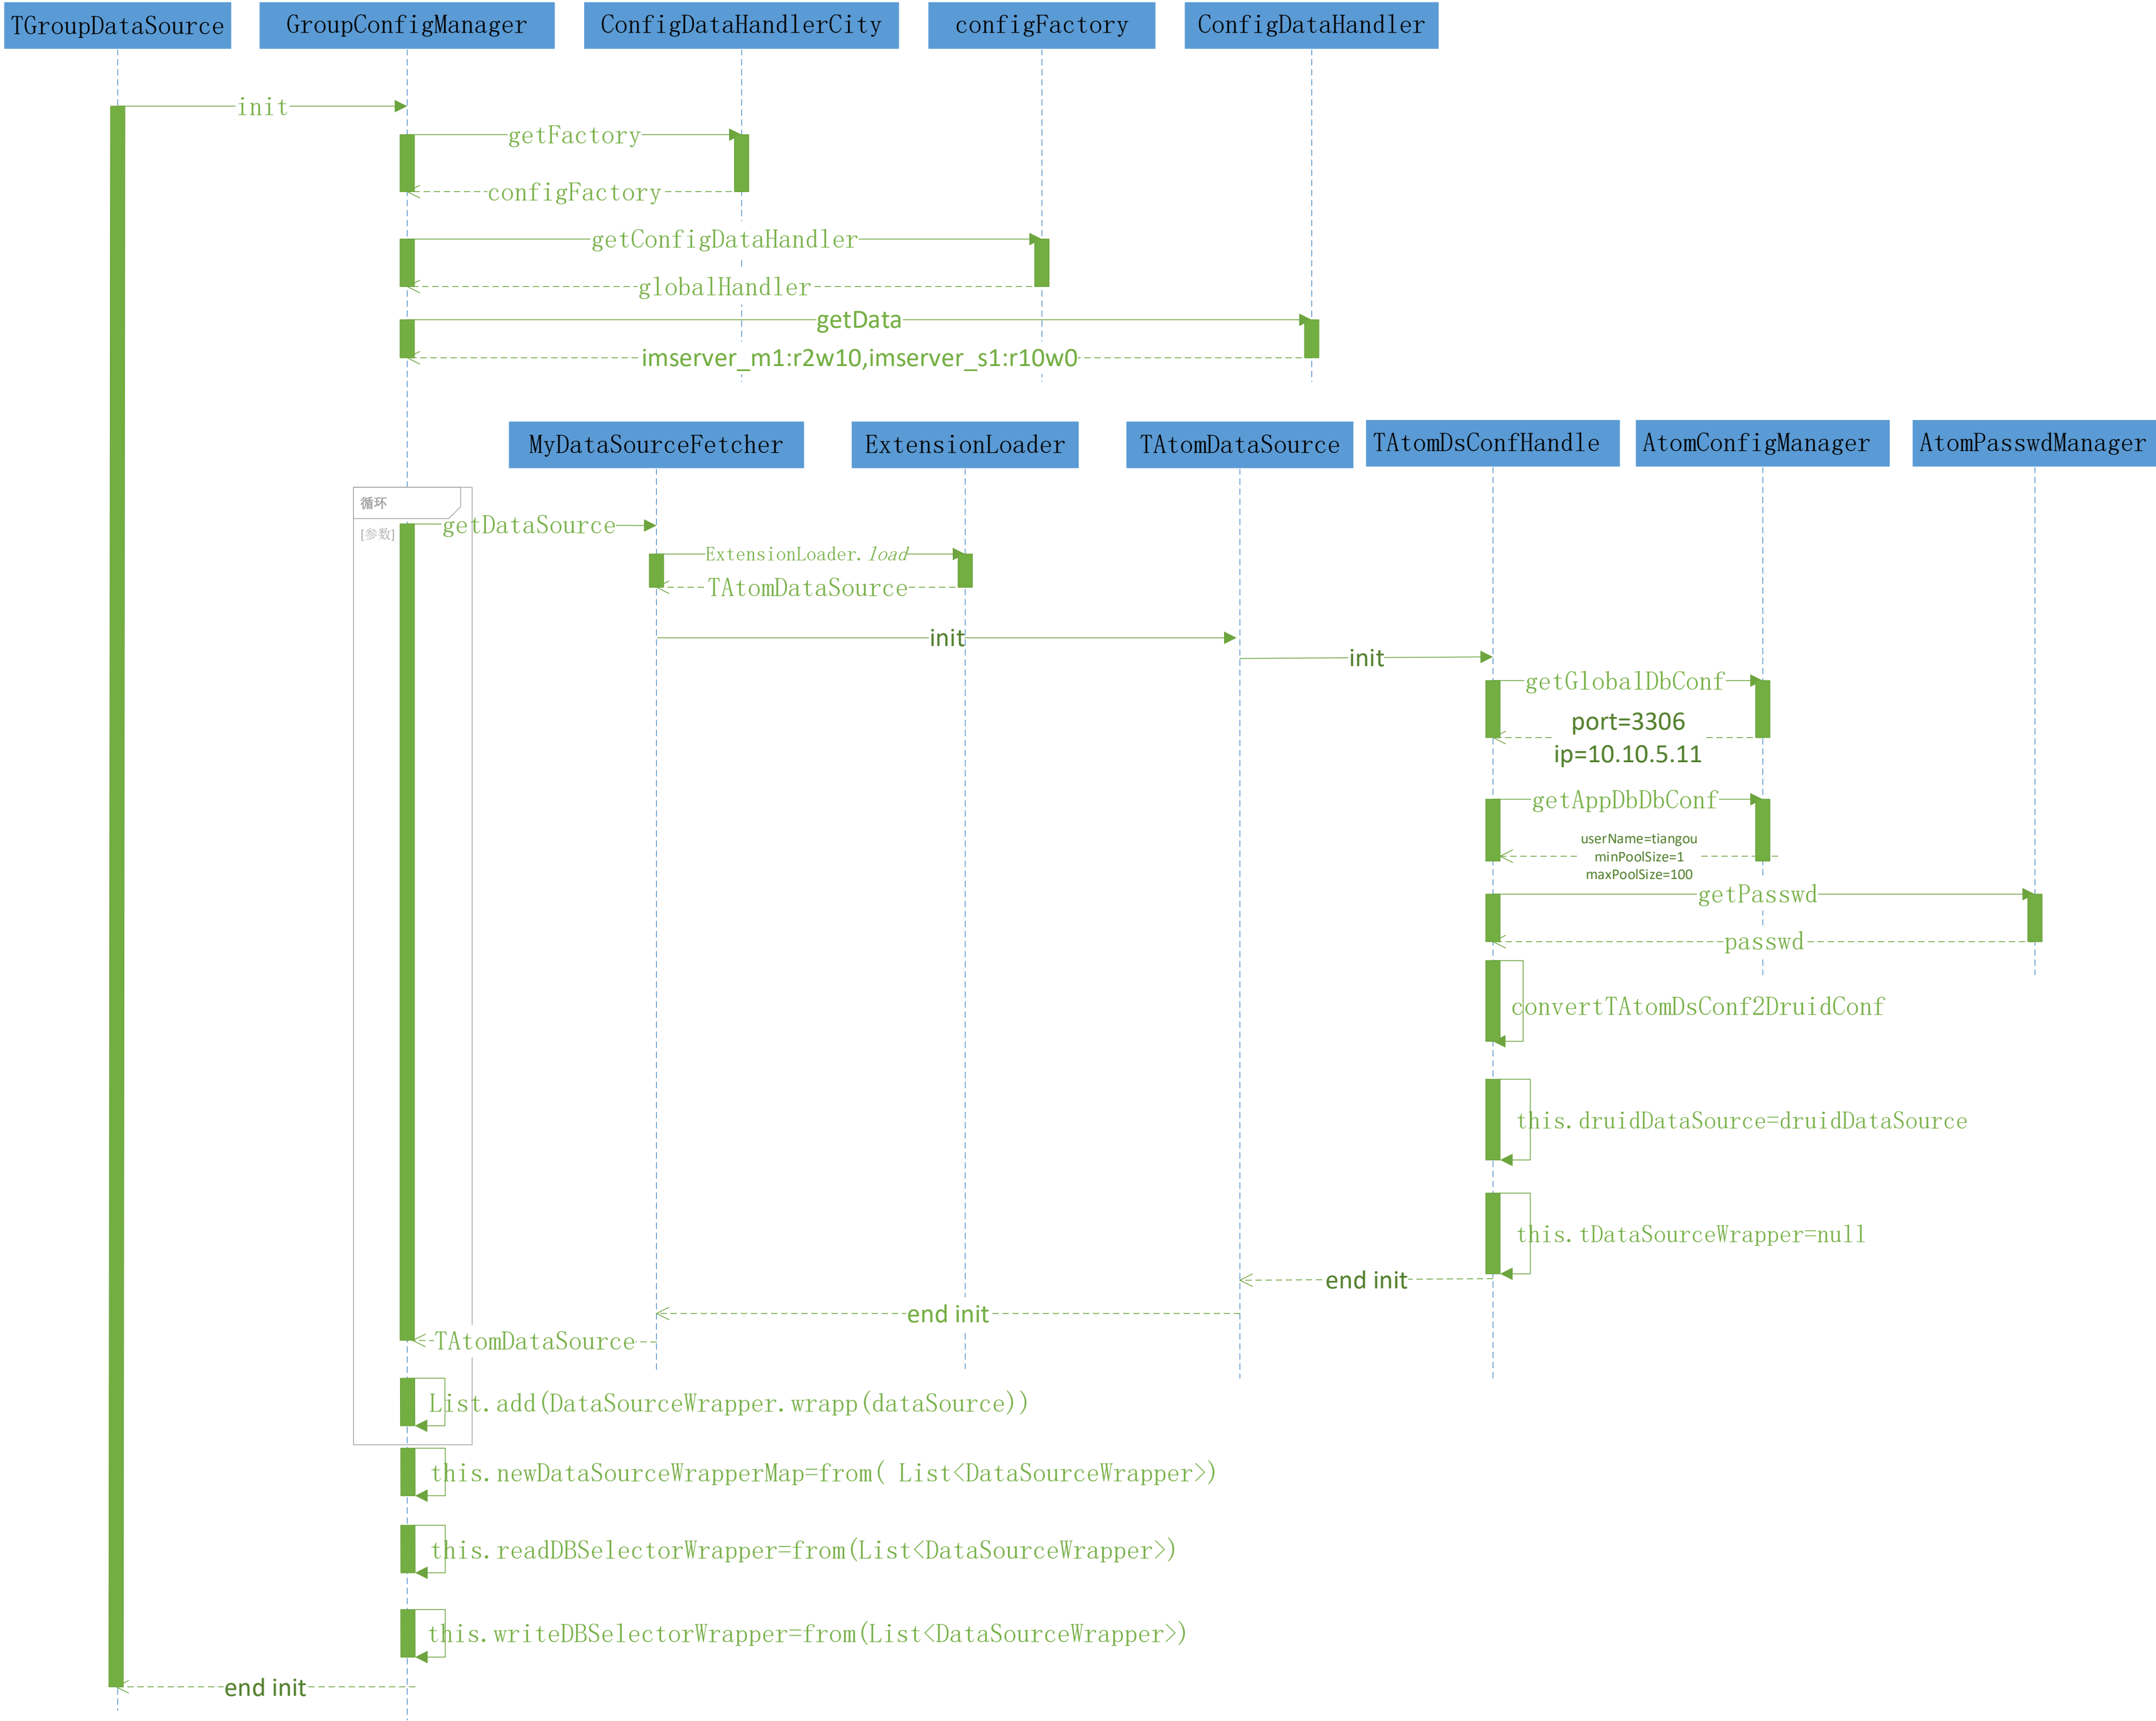 TGroupDataSource
GroupConfigManager
ConfigDataHandlerCity
configFactory
ConfigDataHandler
init
getFactory
configFactory
getConfigDataHandler
globalHandler
getData
imserver_m1:r2w10,imserver_s1:r10w0
MyDataSourceFetcher
ExtensionLoader
TAtomDataSource
TAtomDsConfHandle
AtomConfigManager
AtomPasswdManager
循环
[参数]
getDataSource
ExtensionLoader.load
TAtomDataSource
init
init
getGlobalDbConf
port=3306
ip=10.10.5.11
getAppDbDbConf
userName=tiangou
minPoolSize=1
maxPoolSize=100
getPasswd
passwd
convertTAtomDsConf2DruidConf
this.druidDataSource=druidDataSource
this.tDataSourceWrapper=null
end init
end init
TAtomDataSource
List.add(DataSourceWrapper.wrapp(dataSource))
this.newDataSourceWrapperMap=from( List<DataSourceWrapper>)
this.readDBSelectorWrapper=from(List<DataSourceWrapper>)
this.writeDBSelectorWrapper=from(List<DataSourceWrapper>)
end init